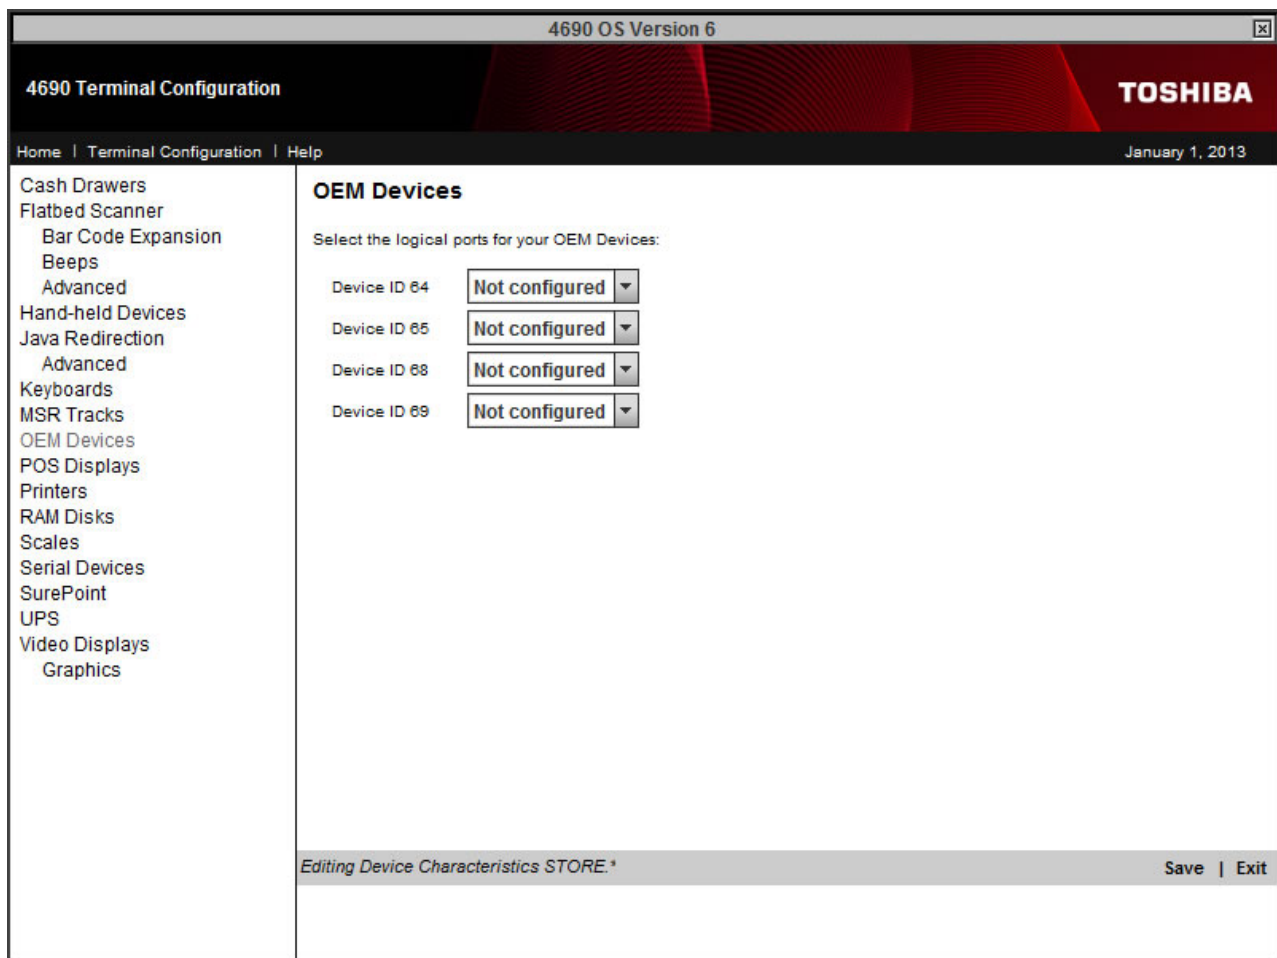 4690 OS Version 6
4690 Terminal Configuration
TOSHIBA
Home | Terminal Configuration | Help
January 1, 2013
Cash Drawers
Flatbed Scanner
Bar Code Expansion
Beeps
Advanced
Hand-held Devices
Java Redirection
Advanced
Keyboards
MSR Tracks
OEM Devices
POS Displays
Printers
RAM Disks
Scales
Serial Devices
SurePoint
UPS
Video Displays
Graphics
OEM Devices
Select the logical ports for your OEM Devices:
Device ID 64 Not configured
Device ID 65 Not configured
Device ID 68 Not configured
Device ID 69 Not configured
Editing Device Characteristics STORE.*
Save | Exit